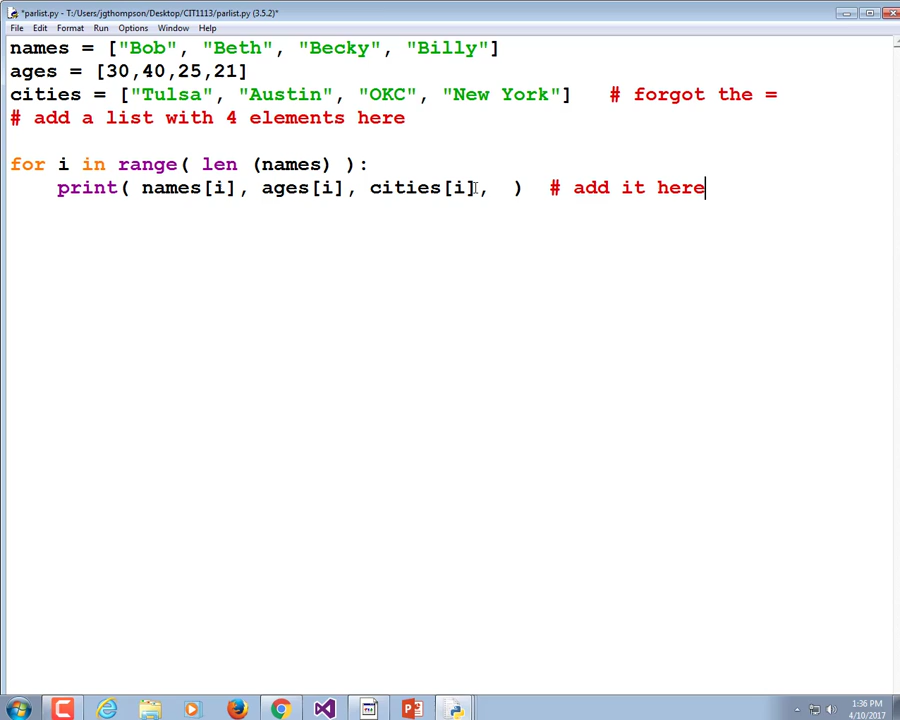 *parlist.py - T:/Users/jgthompson/Desktop/CIT1113/parlist.py (3.5.2)*
File Edit Format Run Options Window Help
names = ["Bob", "Beth", "Becky", "Billy"]
ages = [30,40,25,21]
cities = ["Tulsa", "Austin", "OKC", "New York"]   # forgot the =
# add a list with 4 elements here
for i in range( len (names) ):
    print( names[i], ages[i], cities[i],  )  # add it here
1:36 PM
4/10/2017